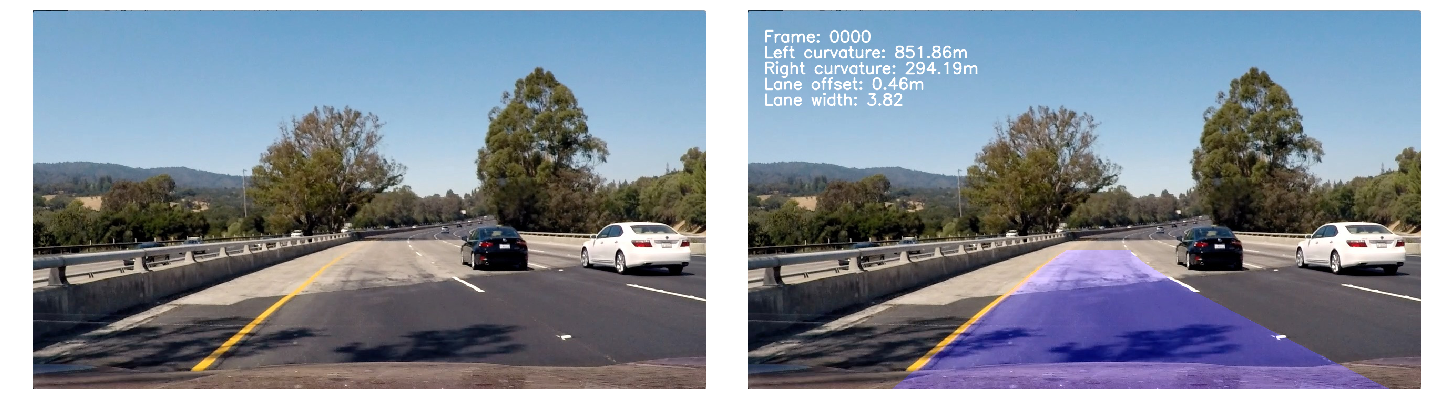 Frame: 0000
Left curvature: 851.86m
Right curvature: 294.19m
Lane offset: 0.46m
Lane width: 3.82